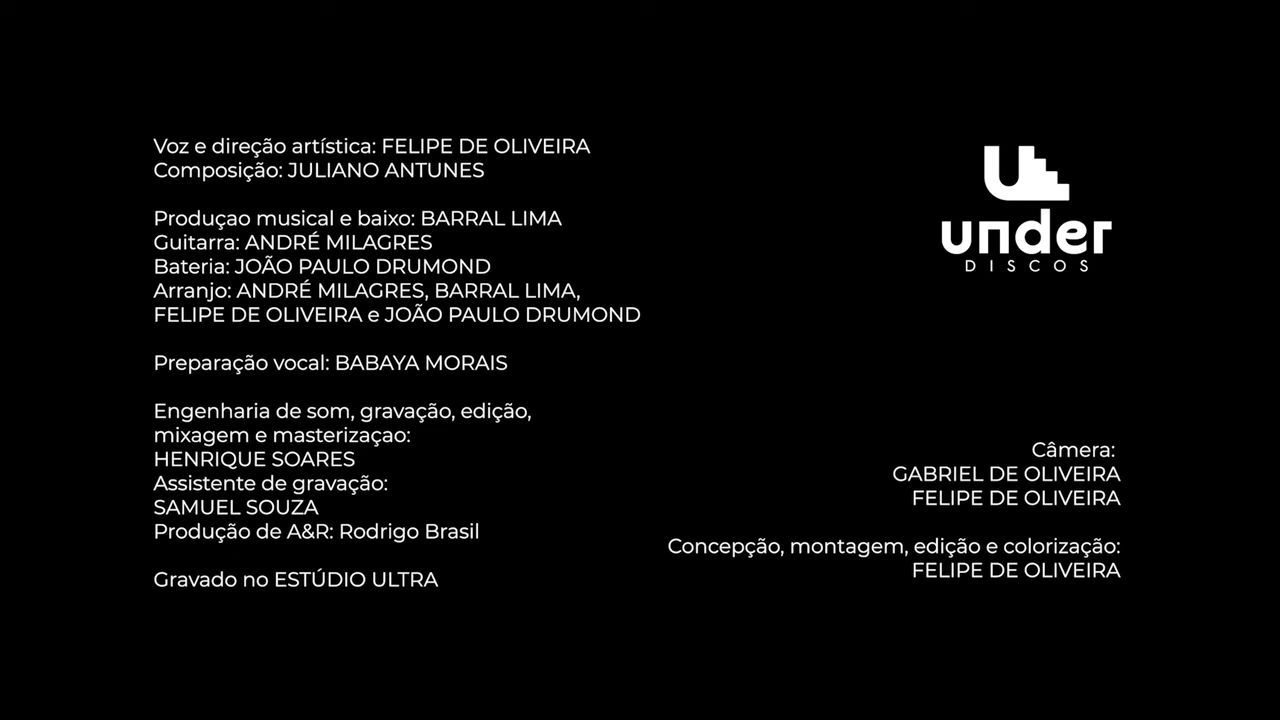 Voz e direção artística: FELIPE DE OLIVEIRA
Composição: JULIANO ANTUNES
Produçao musical e baixo: BARRAL LIMA
Guitarra: ANDRÉ MILAGRES
Bateria: JOÃO PAULO DRUMOND
Arranjo: ANDRÉ MILAGRES, BARRAL LIMA,
FELIPE DE OLIVEIRA e JOÃO PAULO DRUMOND
Preparação vocal: BABAYA MORAIS
Engenharia de som, gravação, edição,
mixagem e masterizaçao:
HENRIQUE SOARES
Assistente de gravação:
SAMUEL SOUZA
Produção de A&R: Rodrigo Brasil
Gravado no ESTÚDIO ULTRA
under
DISCOS
Câmera:
GABRIEL DE OLIVEIRA
FELIPE DE OLIVEIRA
Concepção, montagem, edição e colorização:
FELIPE DE OLIVEIRA